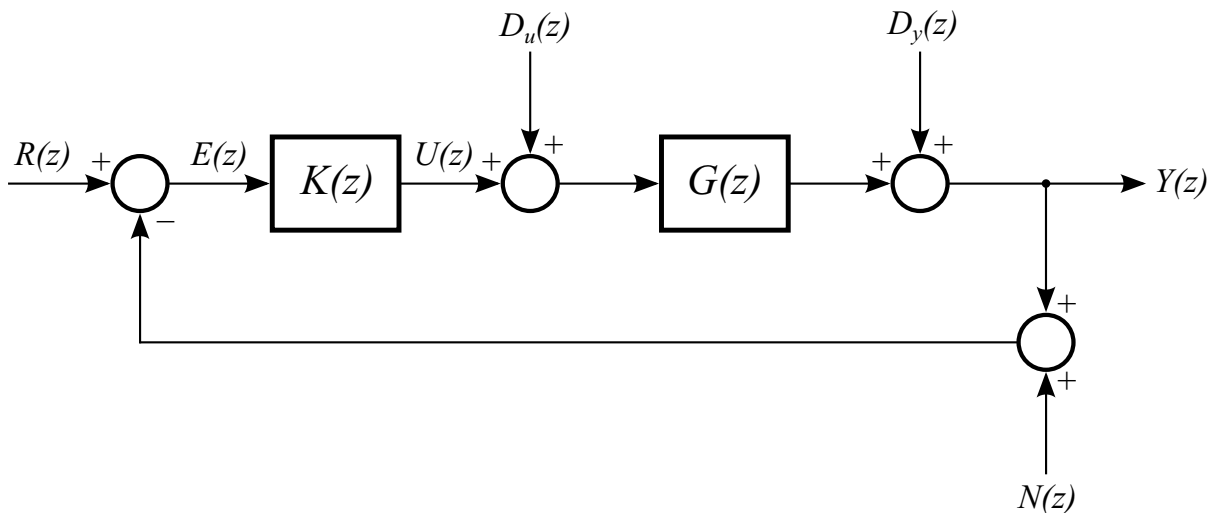 D_u(z)
D_y(z)
R(z)
+
−
E(z)
K(z)
U(z)
+
+
G(z)
+
+
Y(z)
+
+
N(z)